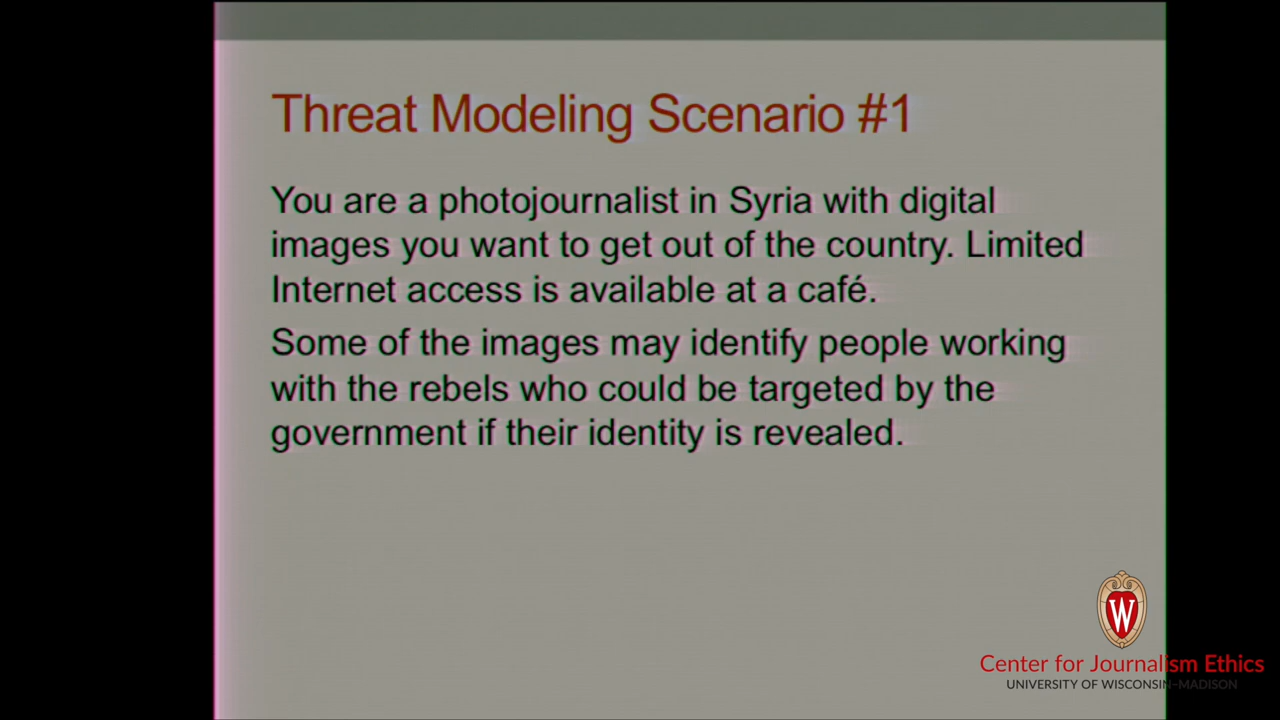 Threat Modeling Scenario #1
You are a photojournalist in Syria with digital
images you want to get out of the country. Limited
Internet access is available at a café.
Some of the images may identify people working
with the rebels who could be targeted by the
government if their identity is revealed.
W
Center for Journalism Ethics
UNIVERSITY OF WISCONSIN–MADISON